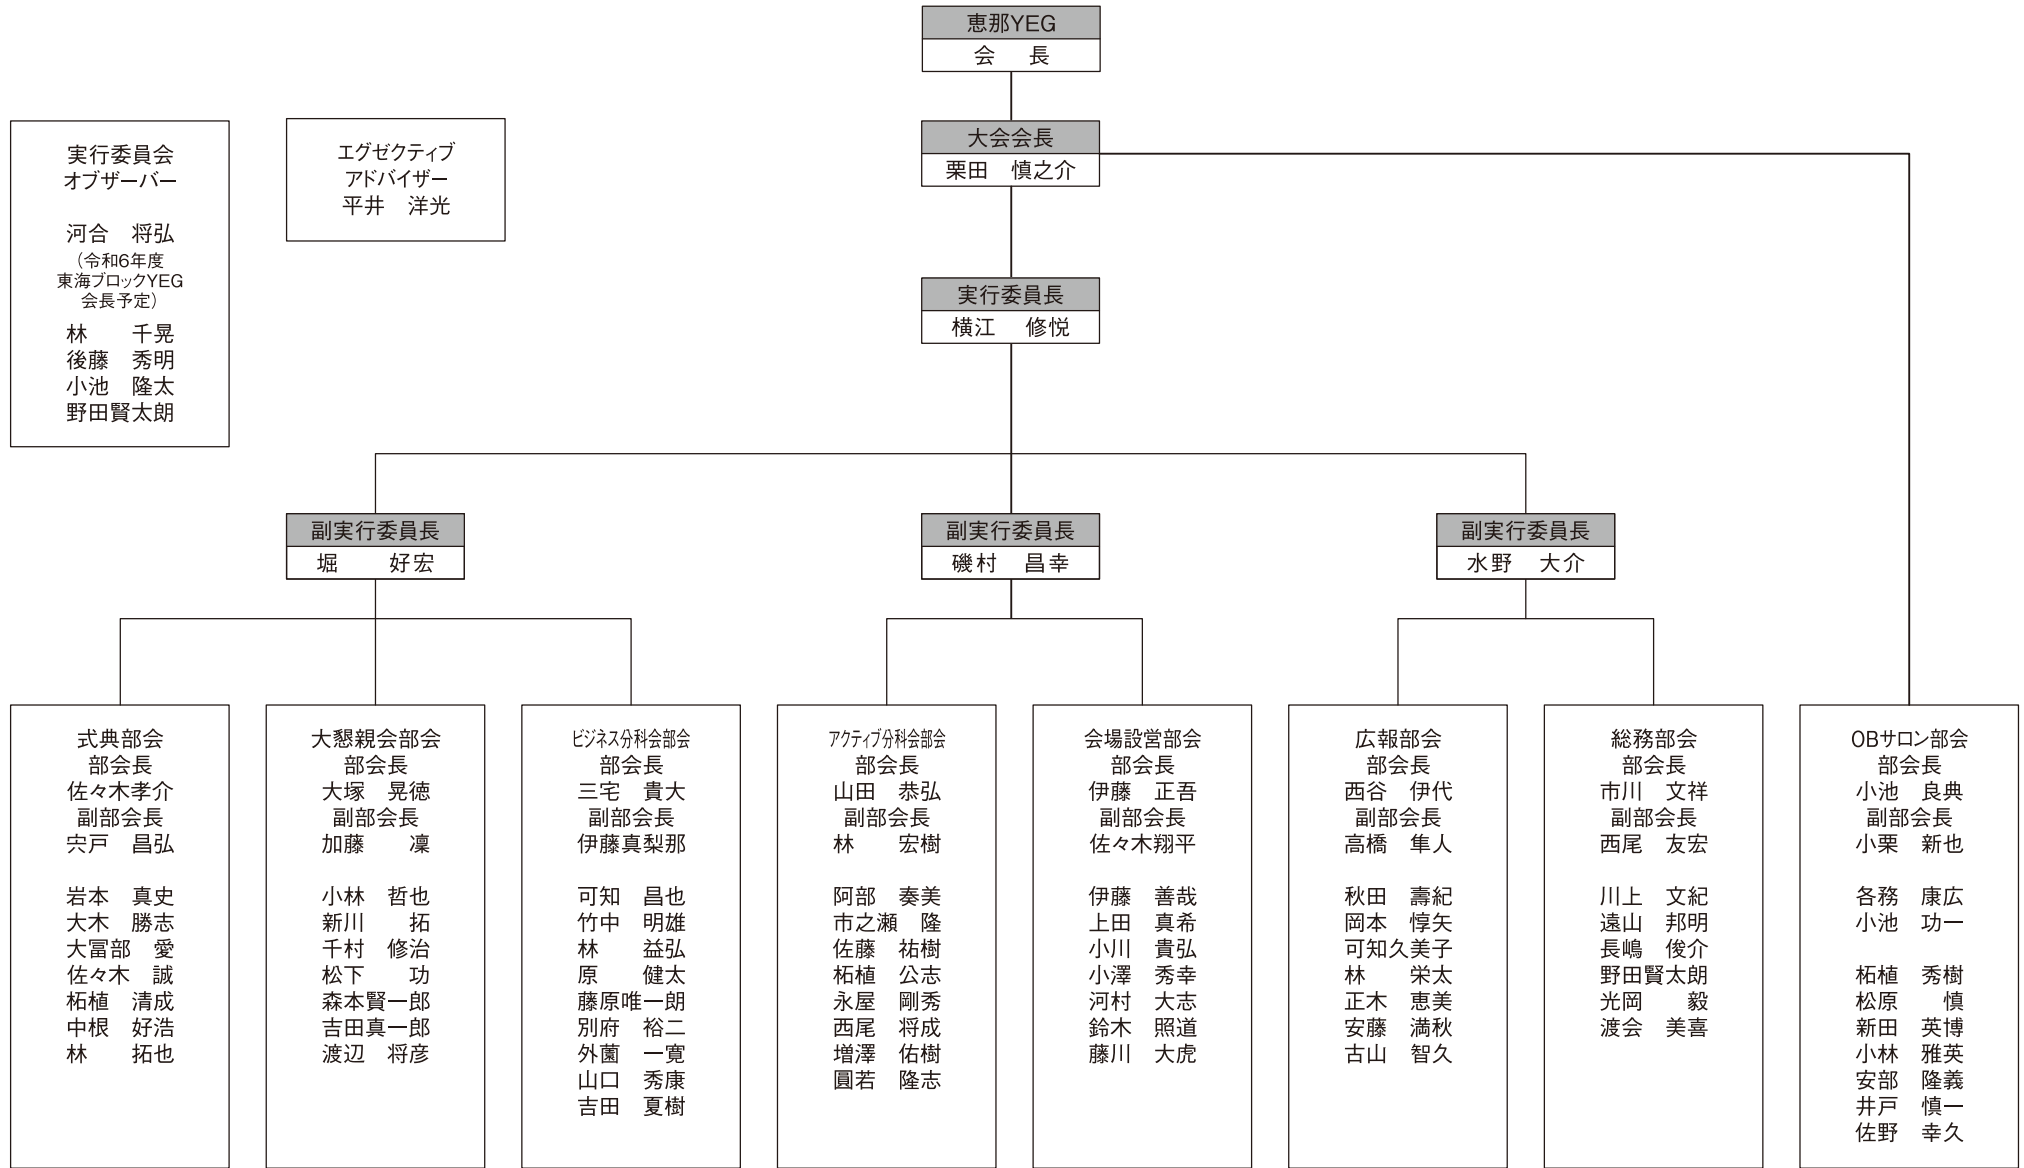 恵那YEG
会　長
大会会長
栗田　慎之介
実行委員会
オブザーバー
河合　将弘
（令和6年度
東海ブロックYEG
会長予定）
林　　千晃
後藤　秀明
小池　隆太
野田賢太朗
エグゼクティブ
アドバイザー
平井　洋光
実行委員長
横江　修悦
副実行委員長
堀　　好宏
副実行委員長
磯村　昌幸
副実行委員長
水野　大介
式典部会
部会長
佐々木孝介
副部会長
宍戸　昌弘
岩本　真史
大木　勝志
大冨部　愛
佐々木　誠
柘植　清成
中根　好浩
林　　拓也
大懇親会部会
部会長
大塚　晃徳
副部会長
加藤　　凜
小林　哲也
新川　　拓
千村　修治
松下　　功
森本賢一郎
吉田真一郎
渡辺　将彦
ビジネス分科会部会
部会長
三宅　貴大
副部会長
伊藤真梨那
可知　昌也
竹中　明雄
林　　益弘
原　　健太
藤原唯一朗
別府　裕二
外薗　一寛
山口　秀康
吉田　夏樹
アクティブ分科会部会
部会長
山田　恭弘
副部会長
林　　宏樹
阿部　奏美
市之瀬　隆
佐藤　祐樹
柘植　公志
永屋　剛秀
西尾　将成
増澤　佑樹
圓若　隆志
会場設営部会
部会長
伊藤　正吾
副部会長
佐々木翔平
伊藤　善哉
上田　真希
小川　貴弘
小澤　秀幸
河村　大志
鈴木　照道
藤川　大虎
広報部会
部会長
西谷　伊代
副部会長
高橋　隼人
秋田　壽紀
岡本　惇矢
可知久美子
林　　栄太
正木　恵美
安藤　満秋
古山　智久
総務部会
部会長
市川　文祥
副部会長
西尾　友宏
川上　文紀
遠山　邦明
長嶋　俊介
野田賢太朗
光岡　　毅
渡会　美喜
OBサロン部会
部会長
小池　良典
副部会長
小栗　新也
各務　康広
小池　功一
柘植　秀樹
松原　　慎
新田　英博
小林　雅英
安部　隆義
井戸　慎一
佐野　幸久